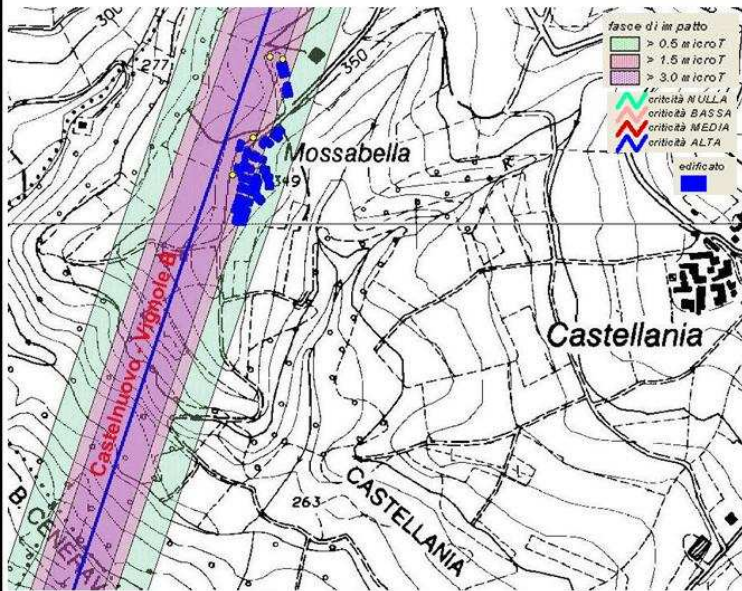 300
277
350
Mossabella
349
fasce di impatto
> 0.5 microT
> 1.5 microT
> 3.0 microT
criticità NULLA
criticità BASSA
criticità MEDIA
criticità ALTA
edificato
Castelnuovo - Vignole B
Castellania
263
CASTELLANIA
B.